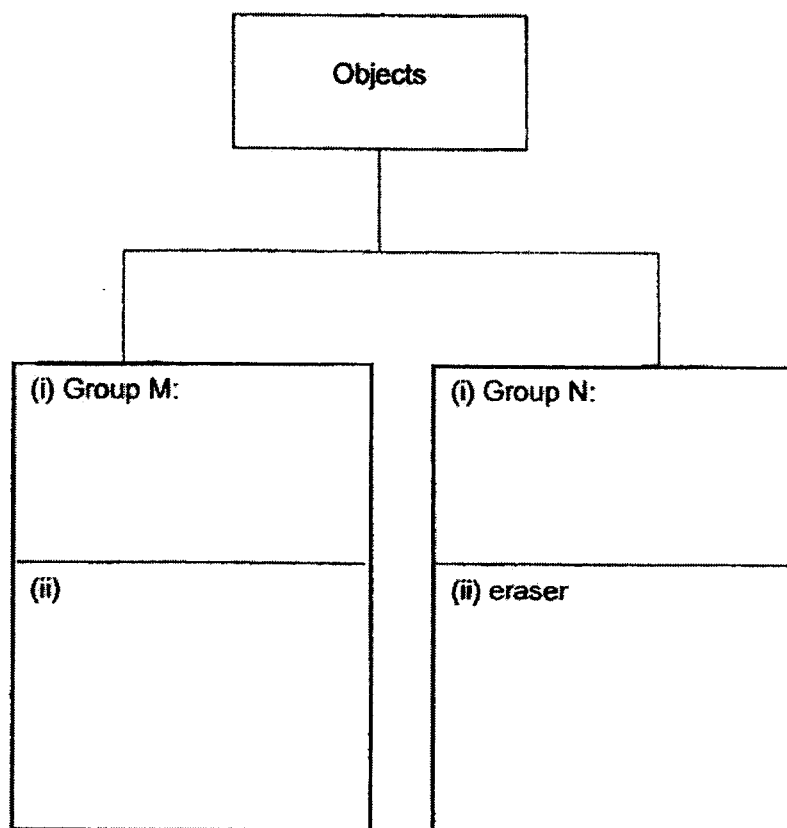 Objects
(i) Group M:
(ii)
(i) Group N:
(ii) eraser